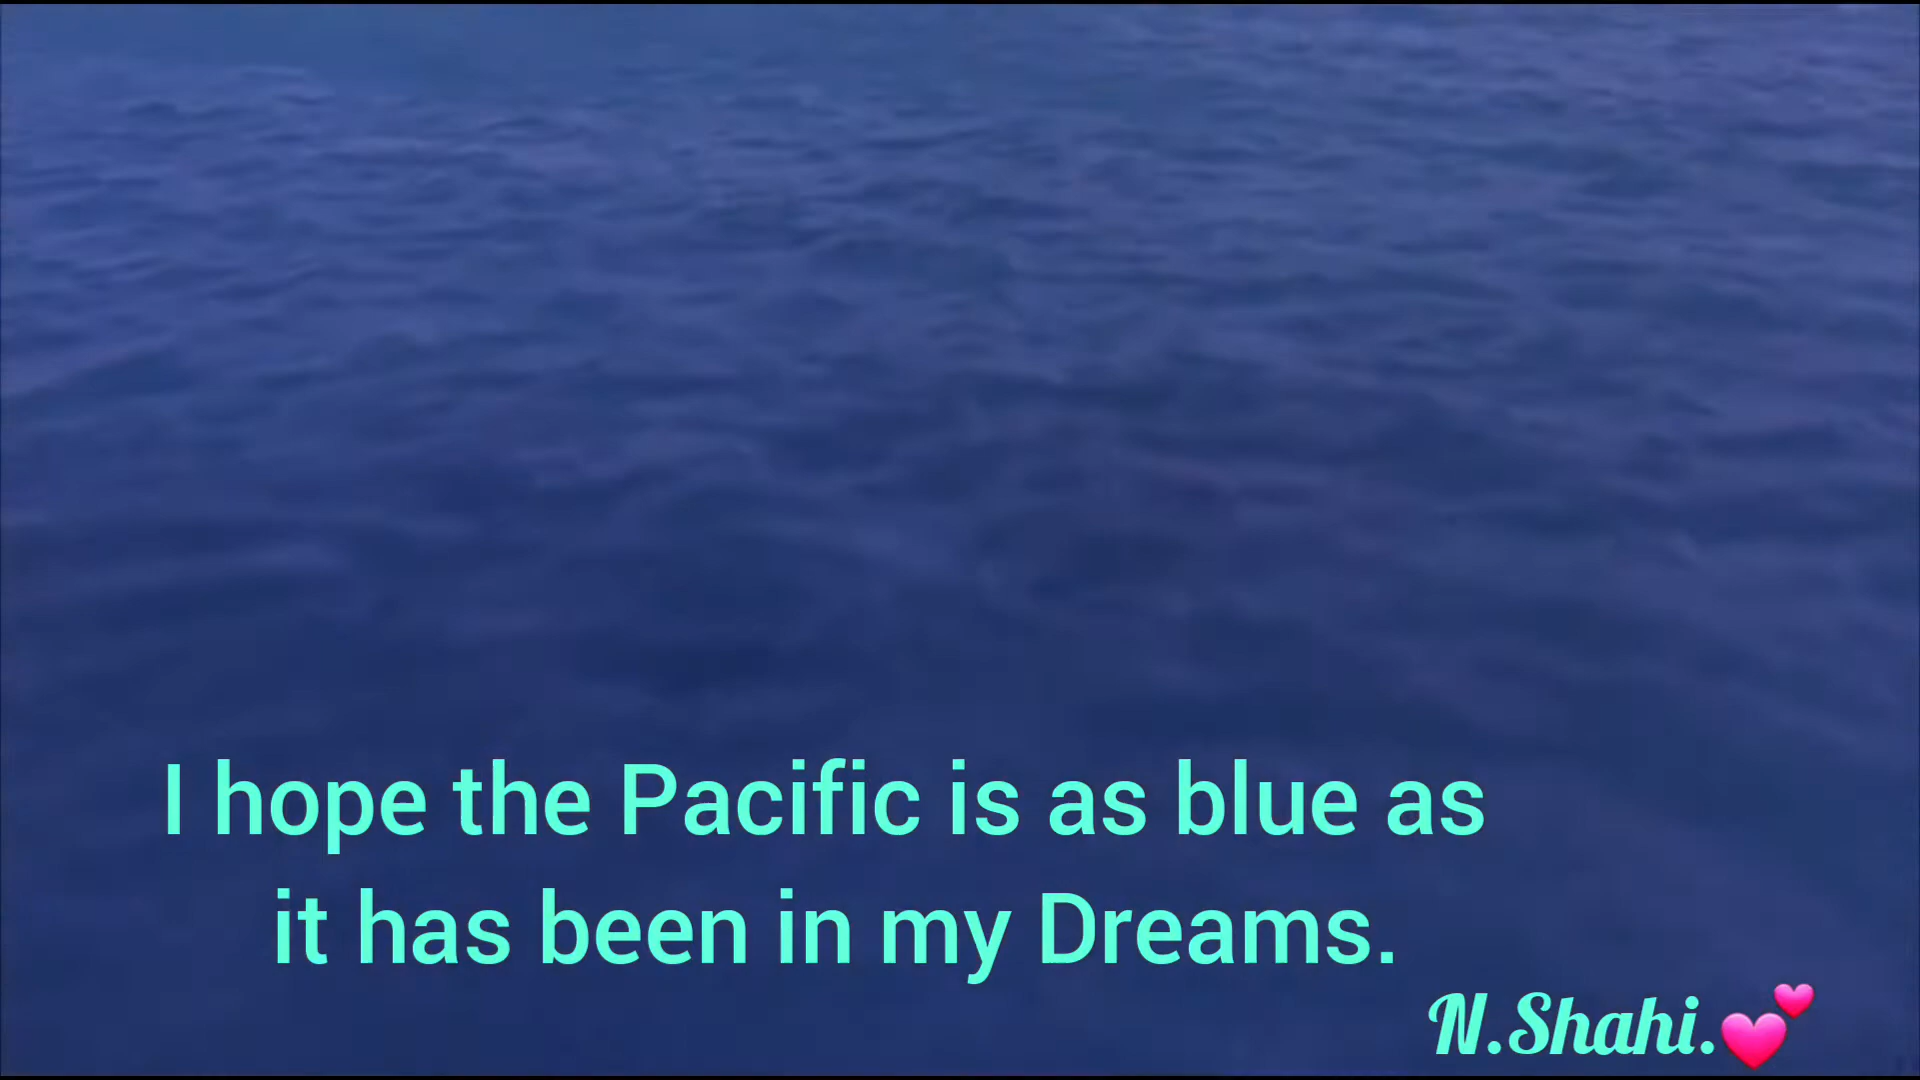 I hope the Pacific is as blue as
it has been in my Dreams.
N.Shahi.💕